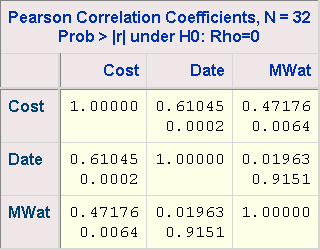 Pearson Correlation Coefficients, N = 32
Prob > |r| under H0: Rho=0
Cost Date MWat
Cost 1.00000 0.61045 0.47176
0.0002 0.0064
Date 0.61045 1.00000 0.01963
0.0002 0.9151
MWat 0.47176 0.01963 1.00000
0.0064 0.9151